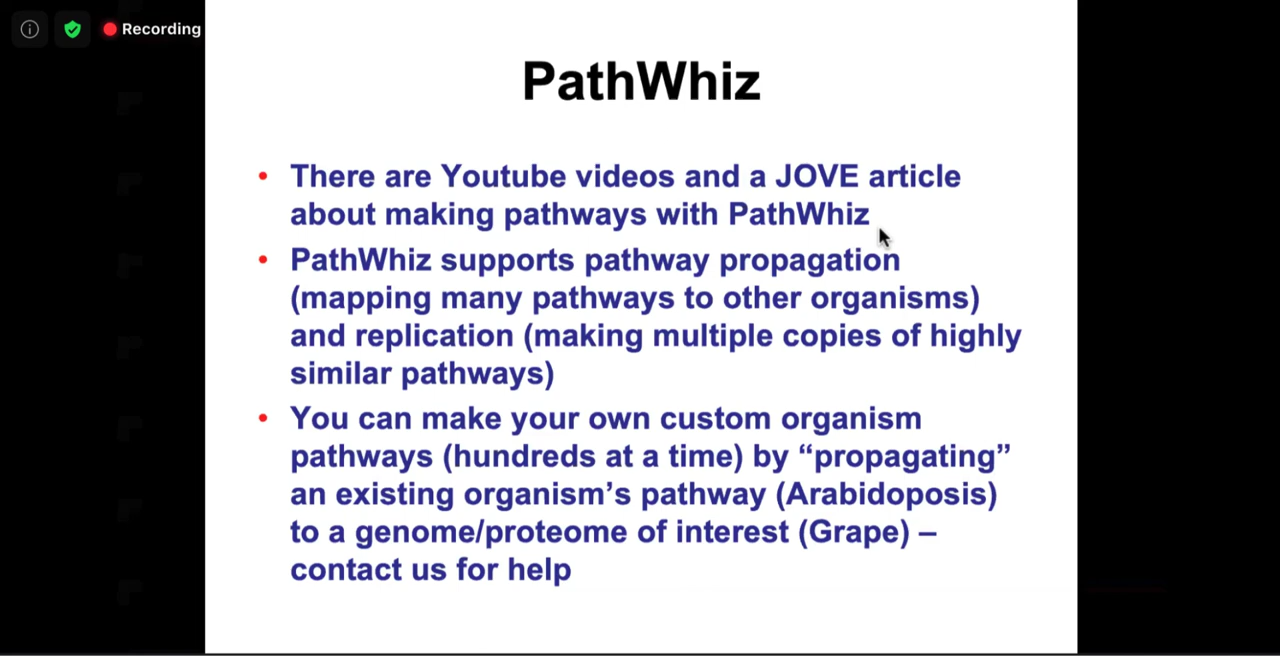 Recording
PathWhiz
• There are Youtube videos and a JOVE article
about making pathways with PathWhiz
• PathWhiz supports pathway propagation
(mapping many pathways to other organisms)
and replication (making multiple copies of highly
similar pathways)
• You can make your own custom organism
pathways (hundreds at a time) by “propagating”
an existing organism’s pathway (Arabidoposis)
to a genome/proteome of interest (Grape) –
contact us for help